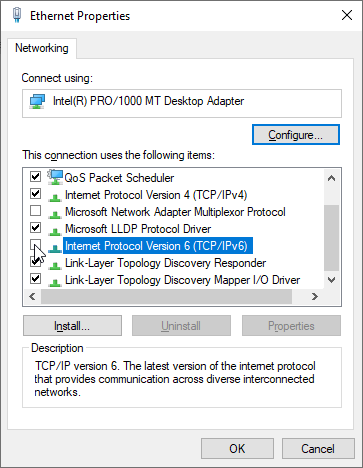 Ethernet Properties
Networking
Connect using:
Intel(R) PRO/1000 MT Desktop Adapter
Configure...
This connection uses the following items:
QoS Packet Scheduler
Internet Protocol Version 4 (TCP/IPv4)
Microsoft Network Adapter Multiplexor Protocol
Microsoft LLDP Protocol Driver
Internet Protocol Version 6 (TCP/IPv6)
Link-Layer Topology Discovery Responder
Link-Layer Topology Discovery Mapper I/O Driver
Install...
Uninstall
Properties
Description
TCP/IP version 6. The latest version of the internet protocol
that provides communication across diverse interconnected
networks.
OK
Cancel